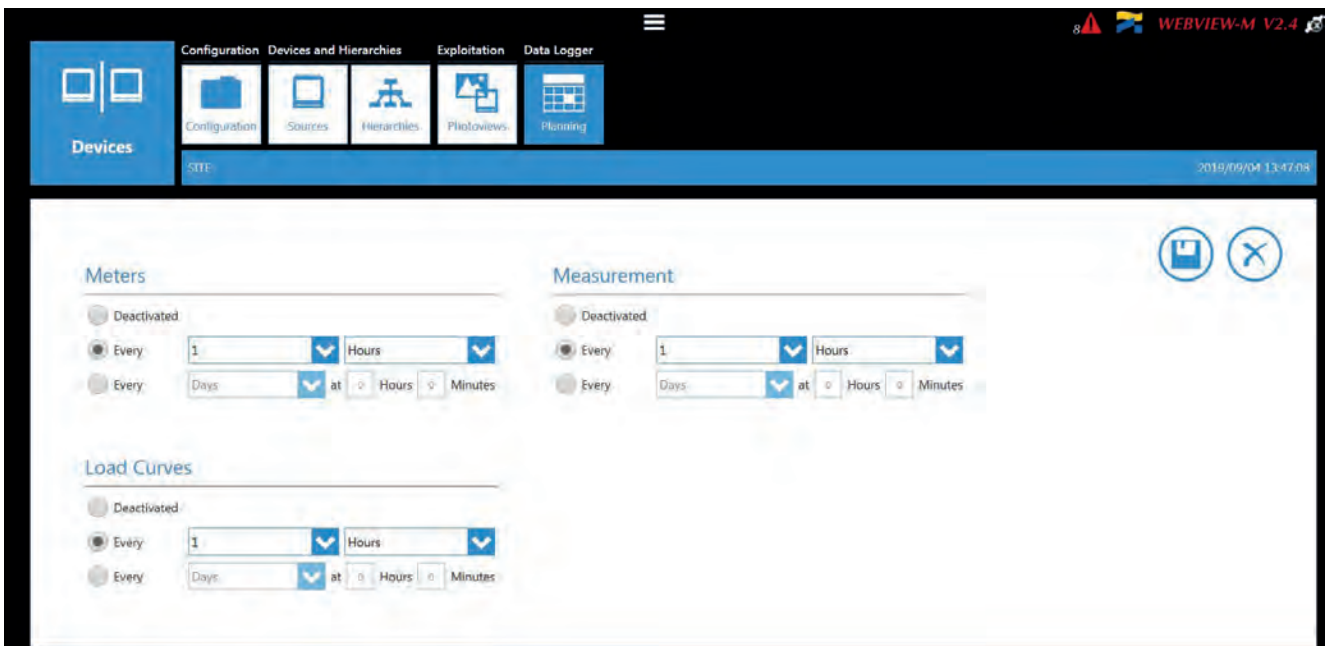 8 WEBVIEW-M V2.4
Configuration Devices and Hierarchies Exploitation Data Logger
Configuration Sources Hierarchies Photoviews Planning
Devices
SITE 2019/09/04 13:47:08
Meters
Deactivated
Every 1 Hours
Every Days at 0 Hours 0 Minutes
Measurement
Deactivated
Every 1 Hours
Every Days at 0 Hours 0 Minutes
Load Curves
Deactivated
Every 1 Hours
Every Days at 0 Hours 0 Minutes